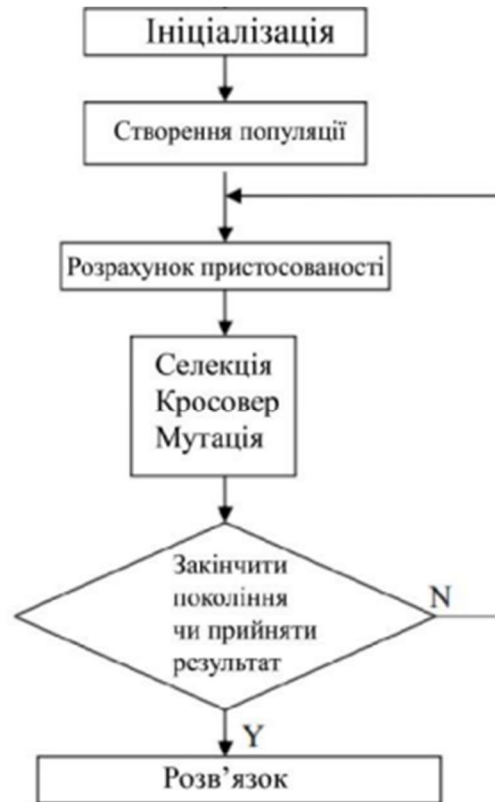 Ініціалізація
Створення популяції
Розрахунок пристосованості
Селекція
Кросовер
Мутація
Закінчити
покоління
чи прийняти
результат
N
Y
Розв’язок